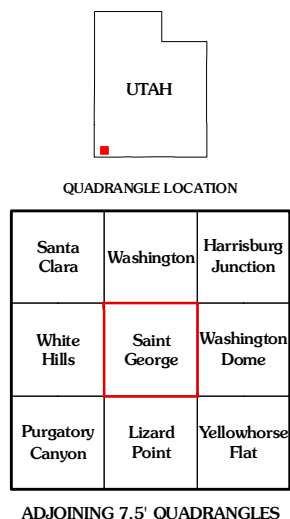 UTAH
QUADRANGLE LOCATION
Santa
Clara
Washington
Harrisburg
Junction
White
Hills
Saint
George
Washington
Dome
Purgatory
Canyon
Lizard
Point
Yellowhorse
Flat
ADJOINING 7.5' QUADRANGLES